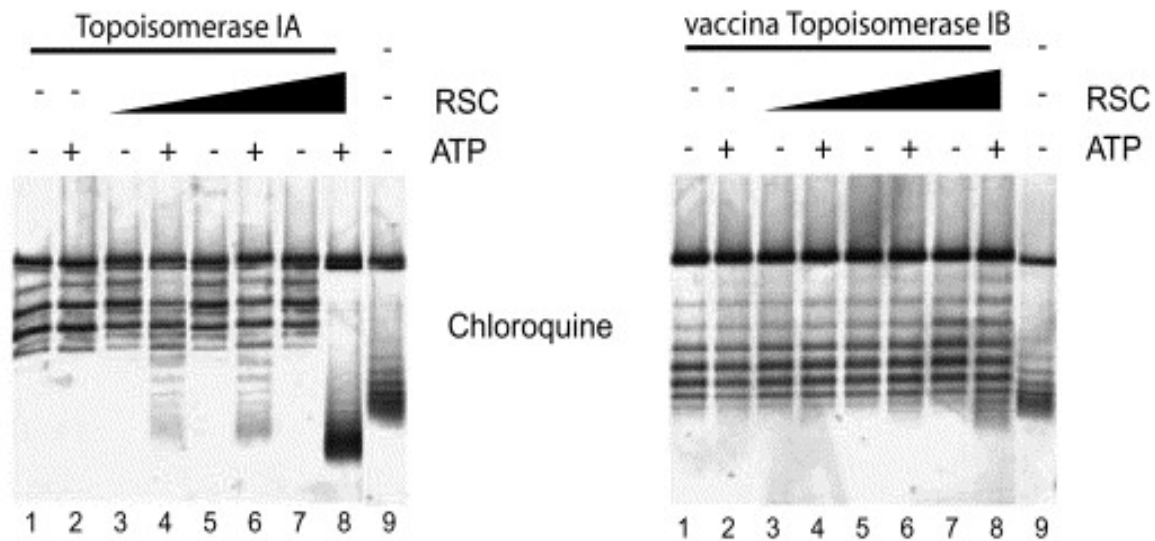 Topoisomerase IA
-
- - - RSC
- + - + - + - + - ATP
Chloroquine
1 2 3 4 5 6 7 8 9
vaccina Topoisomerase IB
-
- - - RSC
- + - + - + - + - ATP
1 2 3 4 5 6 7 8 9